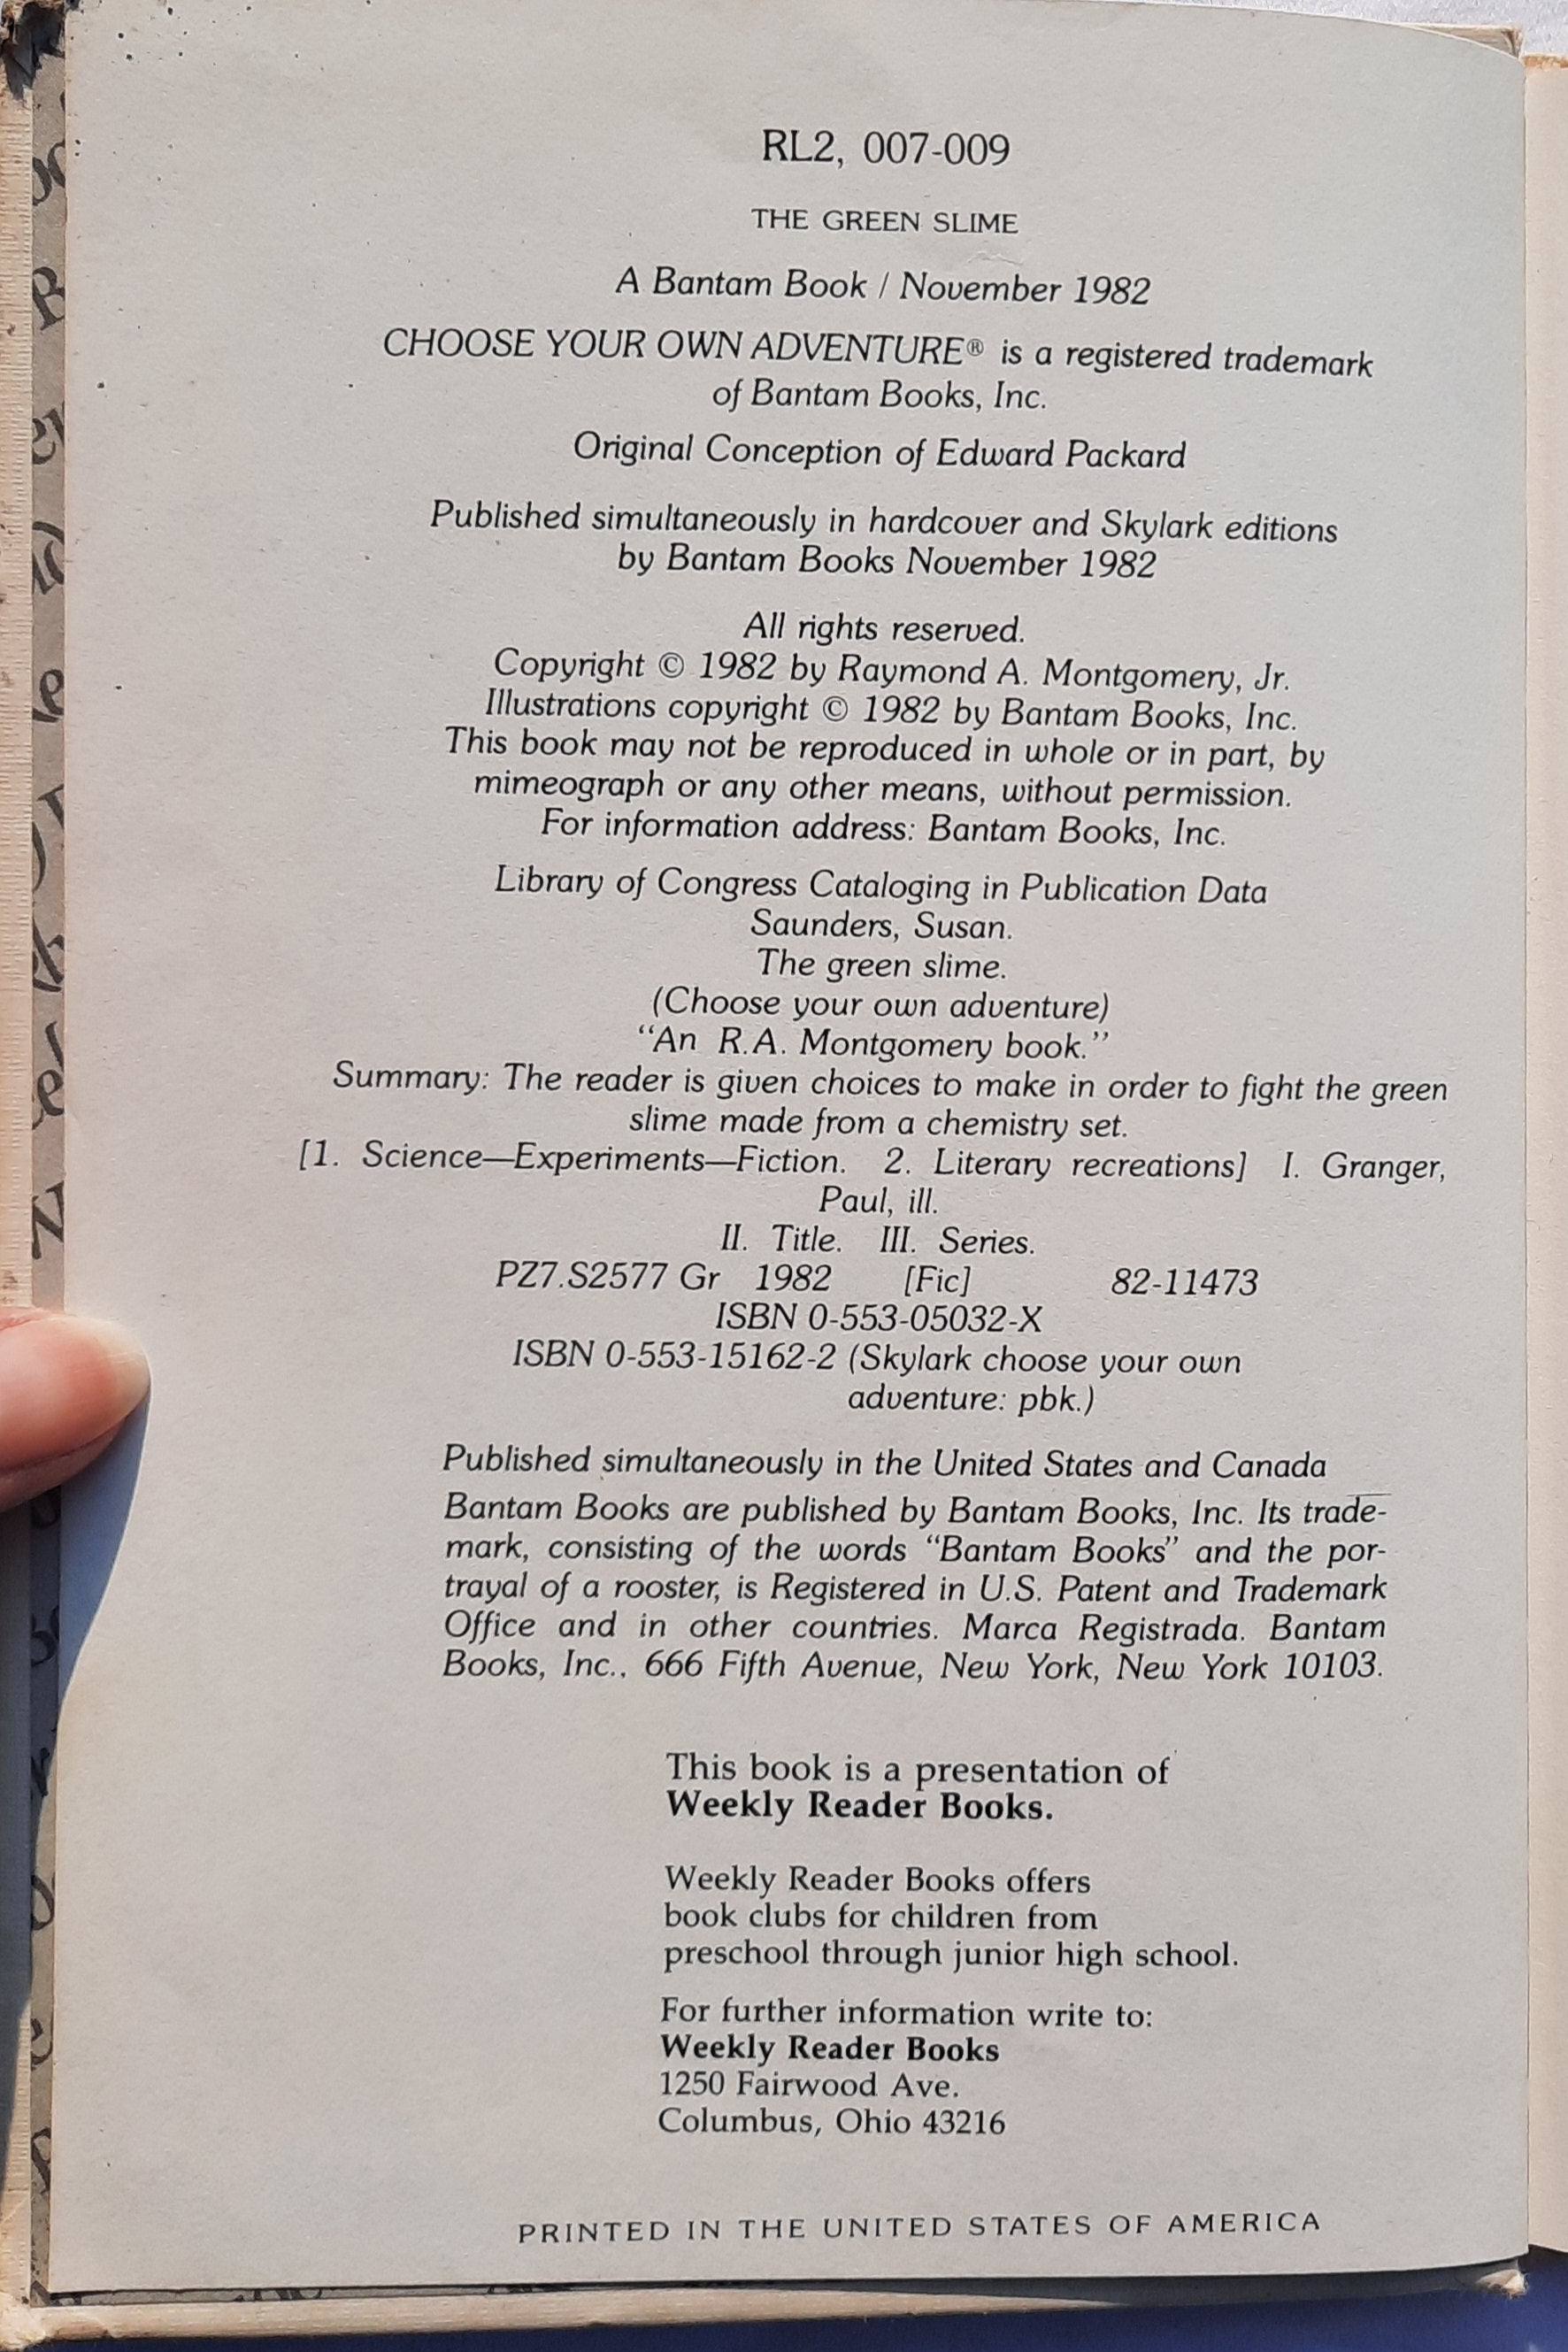 RL2, 007-009
THE GREEN SLIME
A Bantam Book / November 1982
CHOOSE YOUR OWN ADVENTURE® is a registered trademark
of Bantam Books, Inc.
Original Conception of Edward Packard
Published simultaneously in hardcover and Skylark editions
by Bantam Books November 1982
All rights reserved.
Copyright © 1982 by Raymond A. Montgomery, Jr.
Illustrations copyright © 1982 by Bantam Books, Inc.
This book may not be reproduced in whole or in part, by
mimeograph or any other means, without permission.
For information address: Bantam Books, Inc.
Library of Congress Cataloging in Publication Data
Saunders, Susan.
The green slime.
(Choose your own adventure)
“An R.A. Montgomery book.”
Summary: The reader is given choices to make in order to fight the green
slime made from a chemistry set.
[1. Science—Experiments—Fiction. 2. Literary recreations] I. Granger,
Paul, ill.
II. Title. III. Series.
PZ7.S2577 Gr 1982 [Fic] 82-11473
ISBN 0-553-05032-X
ISBN 0-553-15162-2 (Skylark choose your own
adventure: pbk.)
Published simultaneously in the United States and Canada
Bantam Books are published by Bantam Books, Inc. Its trade-
mark, consisting of the words “Bantam Books” and the por-
trayal of a rooster, is Registered in U.S. Patent and Trademark
Office and in other countries. Marca Registrada. Bantam
Books, Inc., 666 Fifth Avenue, New York, New York 10103.
This book is a presentation of
Weekly Reader Books.
Weekly Reader Books offers
book clubs for children from
preschool through junior high school.
For further information write to:
Weekly Reader Books
1250 Fairwood Ave.
Columbus, Ohio 43216
PRINTED IN THE UNITED STATES OF AMERICA